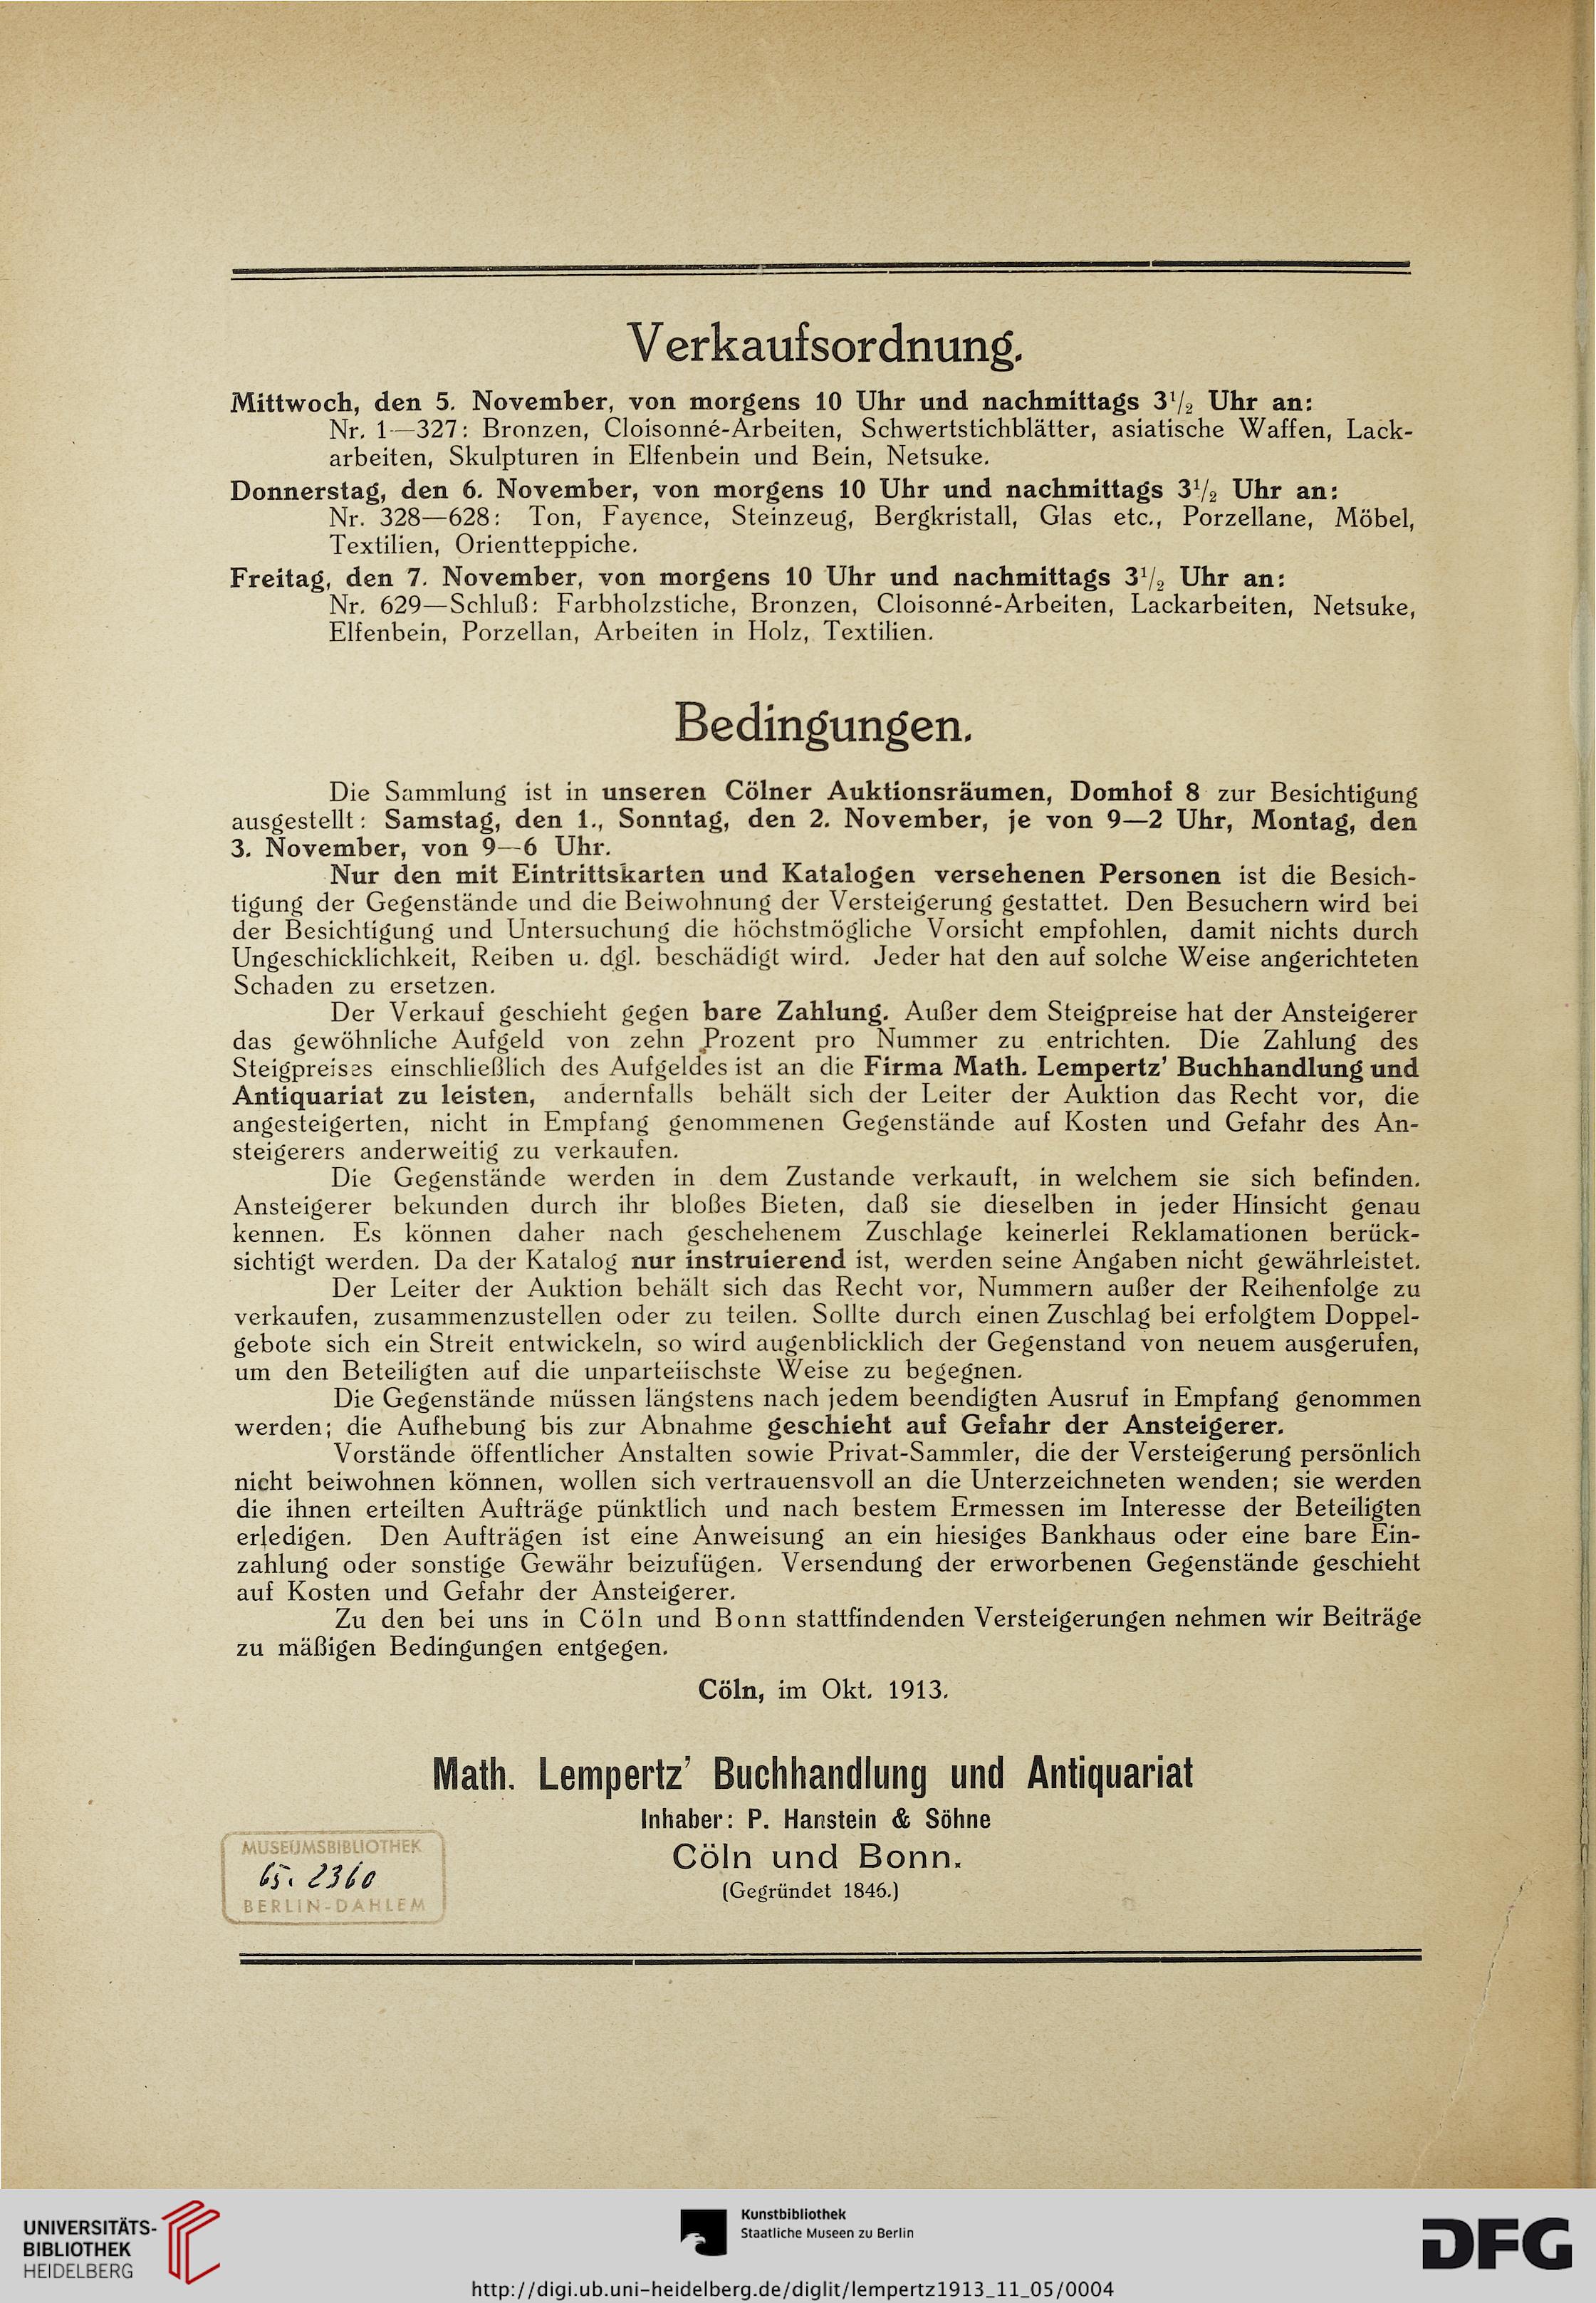 Verkaufsordnung.
Mittwoch, den 5. November, von morgens 10 Uhr und nachmittags 3¹/₂ Uhr an:
Nr. 1—327: Bronzen, Cloisonné-Arbeiten, Schwertstichblätter, asiatische Waffen, Lack-
arbeiten, Skulpturen in Elfenbein und Bein, Netsuke.
Donnerstag, den 6. November, von morgens 10 Uhr und nachmittags 3¹/₂ Uhr an:
Nr. 328—628: Ton, Fayence, Steinzeug, Bergkristall, Glas etc., Porzellane, Möbel,
Textilien, Orientteppiche.
Freitag, den 7. November, von morgens 10 Uhr und nachmittags 3¹/₂ Uhr an:
Nr. 629—Schluß: Farbholzstiche, Bronzen, Cloisonné-Arbeiten, Lackarbeiten, Netsuke,
Elfenbein, Porzellan, Arbeiten in Holz, Textilien.
Bedingungen.
Die Sammlung ist in unseren Cölner Auktionsräumen, Domhof 8 zur Besichtigung
ausgestellt: Samstag, den 1., Sonntag, den 2. November, je von 9—2 Uhr, Montag, den
3. November, von 9—6 Uhr.
Nur den mit Eintrittskarten und Katalogen versehenen Personen ist die Besich-
tigung der Gegenstände und die Beiwohnung der Versteigerung gestattet. Den Besuchern wird bei
der Besichtigung und Untersuchung die höchstmögliche Vorsicht empfohlen, damit nichts durch
Ungeschicklichkeit, Reiben u. dgl. beschädigt wird. Jeder hat den auf solche Weise angerichteten
Schaden zu ersetzen.
Der Verkauf geschieht gegen bare Zahlung. Außer dem Steigpreise hat der Ansteigerer
das gewöhnliche Aufgeld von zehn Prozent pro Nummer zu entrichten. Die Zahlung des
Steigpreises einschließlich des Aufgeldes ist an die Firma Math. Lempertz' Buchhandlung und
Antiquariat zu leisten, andernfalls behält sich der Leiter der Auktion das Recht vor, die
angesteigerten, nicht in Empfang genommenen Gegenstände auf Kosten und Gefahr des An-
steigerers anderweitig zu verkaufen.
Die Gegenstände werden in dem Zustande verkauft, in welchem sie sich befinden.
Ansteigerer bekunden durch ihr bloßes Bieten, daß sie dieselben in jeder Hinsicht genau
kennen. Es können daher nach geschehenem Zuschlage keinerlei Reklamationen berück-
sichtigt werden. Da der Katalog nur instruierend ist, werden seine Angaben nicht gewährleistet.
Der Leiter der Auktion behält sich das Recht vor, Nummern außer der Reihenfolge zu
verkaufen, zusammenzustellen oder zu teilen. Sollte durch einen Zuschlag bei erfolgtem Doppel-
gebote sich ein Streit entwickeln, so wird augenblicklich der Gegenstand von neuem ausgerufen,
um den Beteiligten auf die unparteiischste Weise zu begegnen.
Die Gegenstände müssen längstens nach jedem beendigten Ausruf in Empfang genommen
werden; die Aufhebung bis zur Abnahme geschieht auf Gefahr der Ansteigerer.
Vorstände öffentlicher Anstalten sowie Privat-Sammler, die der Versteigerung persönlich
nicht beiwohnen können, wollen sich vertrauensvoll an die Unterzeichneten wenden; sie werden
die ihnen erteilten Aufträge pünktlich und nach bestem Ermessen im Interesse der Beteiligten
erledigen. Den Aufträgen ist eine Anweisung an ein hiesiges Bankhaus oder eine bare Ein-
zahlung oder sonstige Gewähr beizufügen. Versendung der erworbenen Gegenstände geschieht
auf Kosten und Gefahr der Ansteigerer.
Zu den bei uns in Cöln und Bonn stattfindenden Versteigerungen nehmen wir Beiträge
zu mäßigen Bedingungen entgegen.
Cöln, im Okt. 1913.
Math. Lempertz' Buchhandlung und Antiquariat
Inhaber: P. Hanstein & Söhne
Cöln und Bonn.
(Gegründet 1846.)
MUSEUMSBIBLIOTHEK
65. 2360
BERLIN-DAHLEM
UNIVERSITÄTS-
BIBLIOTHEK
HEIDELBERG
Kunstbibliothek
Staatliche Museen zu Berlin
DFG
http://digi.ub.uni-heidelberg.de/diglit/lempertz1913_11_05/0004